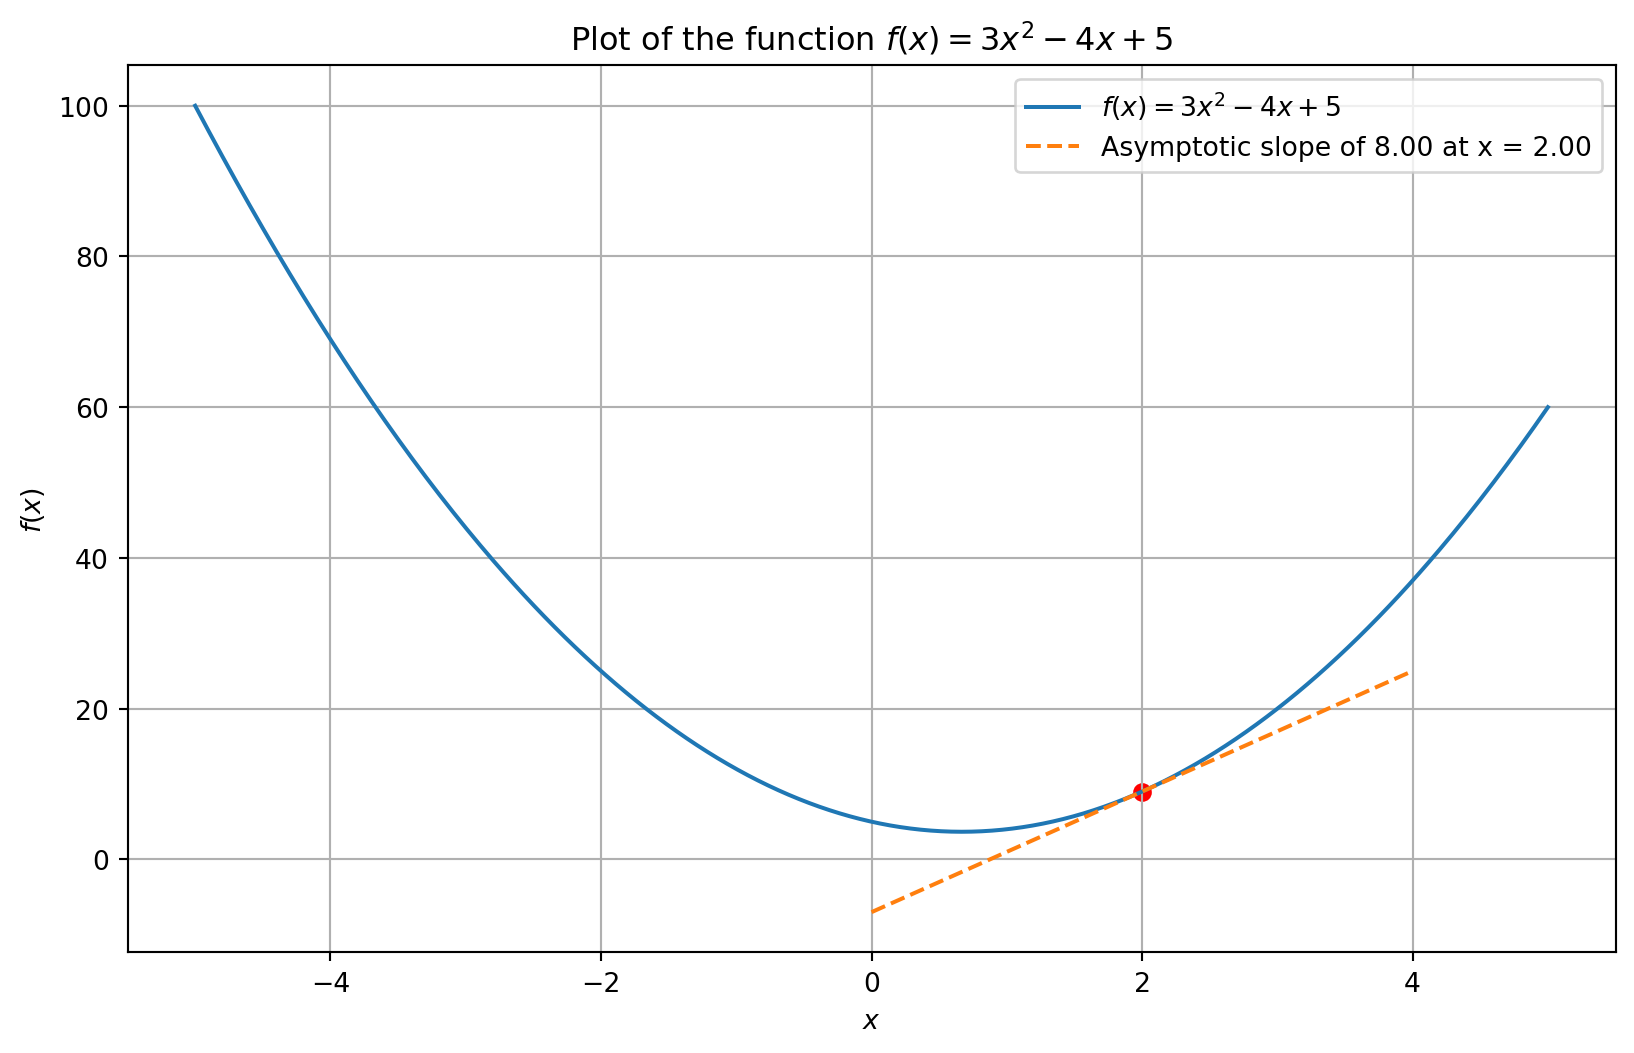 Plot of the function f(x) = 3x² − 4x + 5
f(x) = 3x² − 4x + 5
Asymptotic slope of 8.00 at x = 2.00
100
80
60
40
20
0
f(x)
−4 −2 0 2 4
x